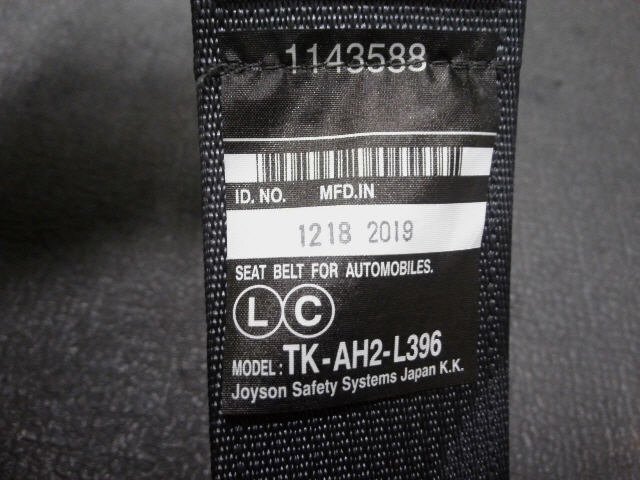 1143588
ID. NO. MFD.IN
1218 2019
SEAT BELT FOR AUTOMOBILES.
L C
MODEL: TK-AH2-L396
Joyson Safety Systems Japan K.K.